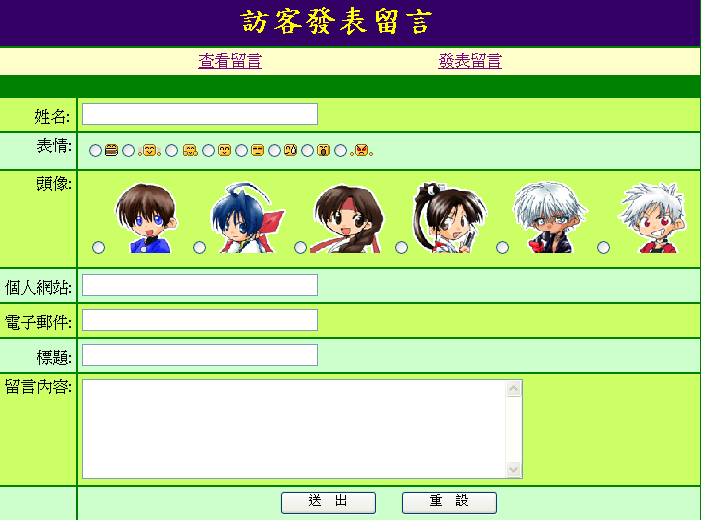 訪客發表留言
查看留言 發表留言
姓名:
表情:
頭像:
個人網站:
電子郵件:
標題:
留言內容:
送 出 重 設